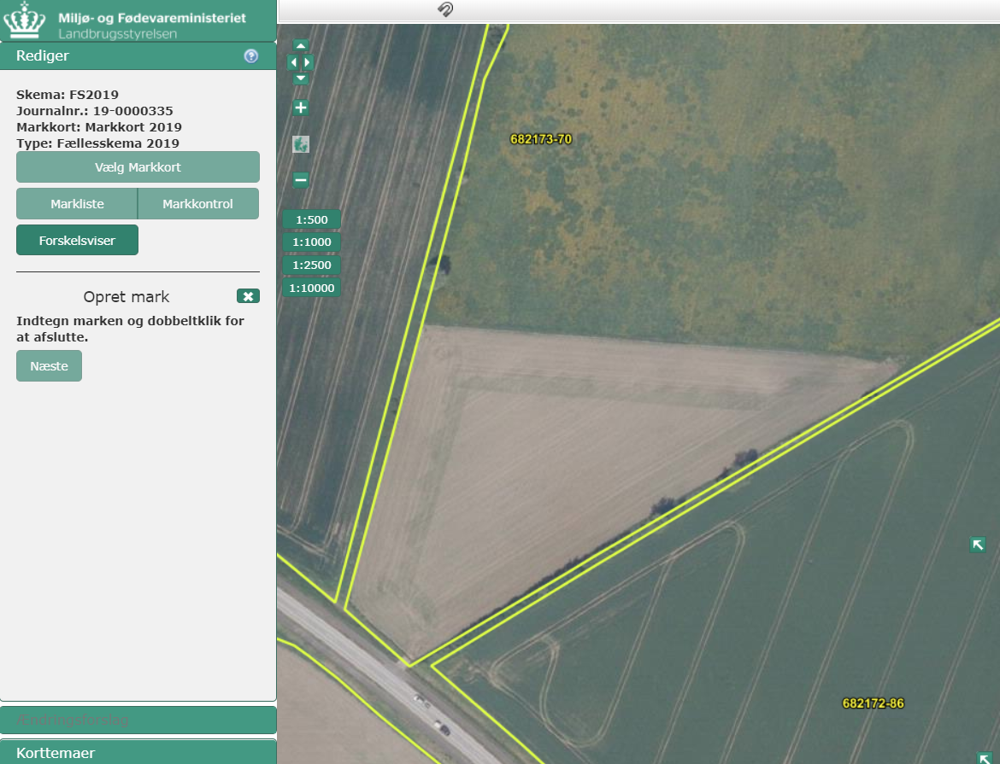 Miljø- og Fødevareministeriet
Landbrugsstyrelsen
Rediger
Skema: FS2019
Journalnr.: 19-0000335
Markkort: Markkort 2019
Type: Fællesskema 2019
Vælg Markkort
Markliste
Markkontrol
Forskelsviser
Opret mark
Indtegn marken og dobbeltklik for
at afslutte.
Næste
Ændringsforslag
Korttemaer
1:500
1:1000
1:2500
1:10000
682173-70
682172-86